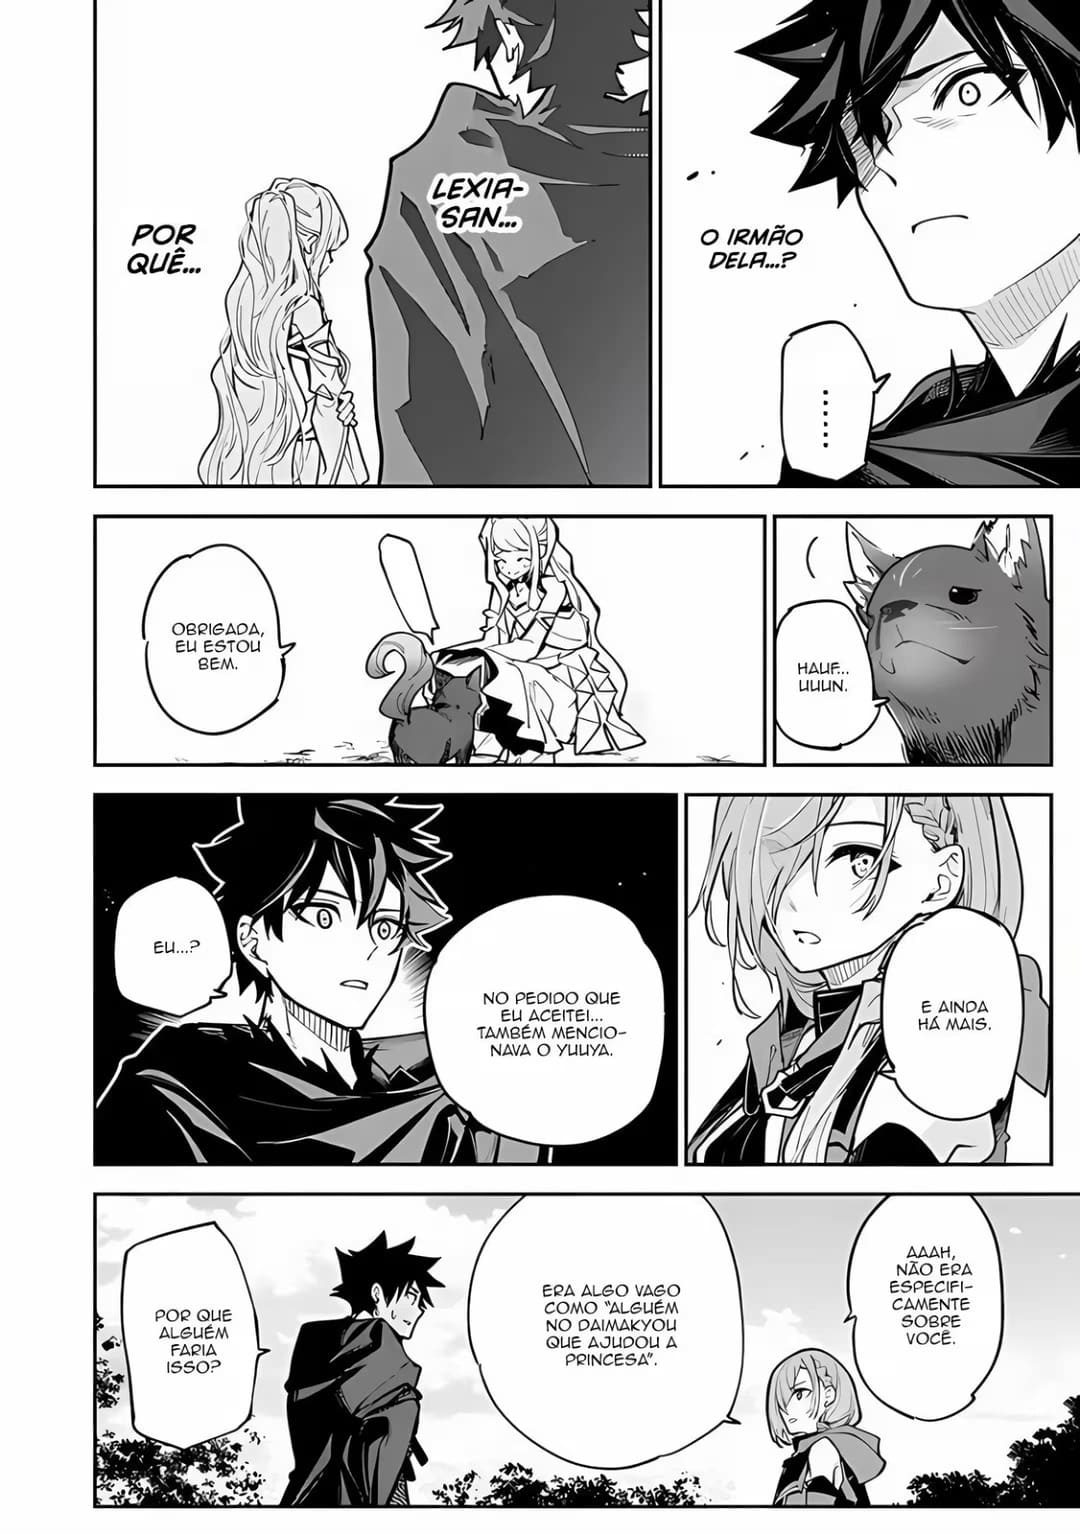 O IRMÃO
DELA...?
......
LEXIA-
SAN...
POR
QUÊ...
HAUF...
UUUN.
OBRIGADA,
EU ESTOU
BEM.
E AINDA
HÁ MAIS.
NO PEDIDO QUE
EU ACEITEI...
TAMBÉM MENCIO-
NAVA O YUUYA.
EU...?
AAAH,
NÃO ERA
ESPECIFI-
CAMENTE
SOBRE
VOCÊ.
ERA ALGO VAGO
COMO "ALGUÉM
NO DAIMAKYOU
QUE AJUDOU A
PRINCESA".
POR QUE
ALGUÉM
FARIA
ISSO?